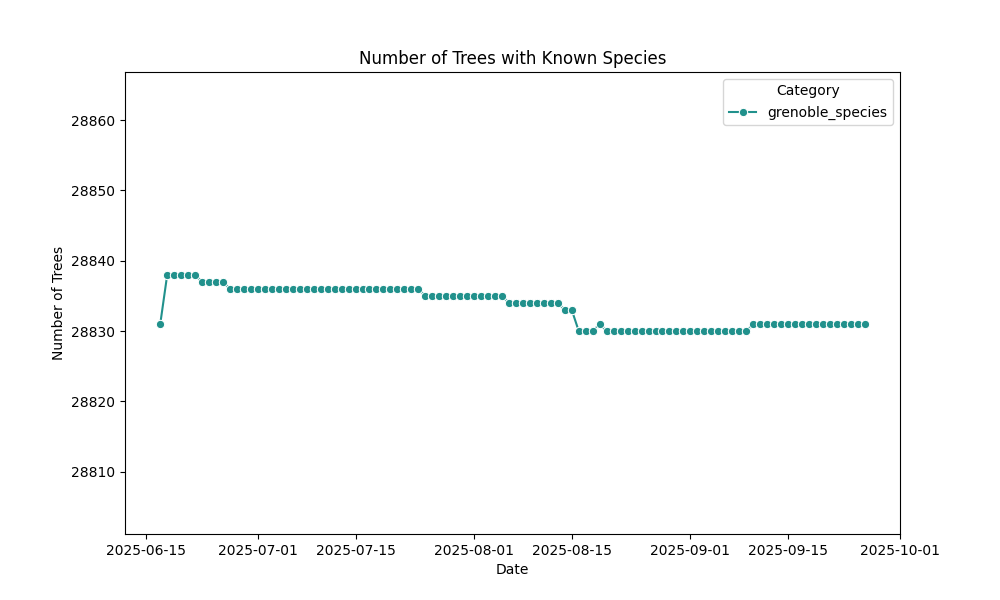 Number of Trees with Known Species
Category
grenoble_species
28860
28850
28840
28830
28820
28810
Number of Trees
2025-06-15
2025-07-01
2025-07-15
2025-08-01
2025-08-15
2025-09-01
2025-09-15
2025-10-01
Date